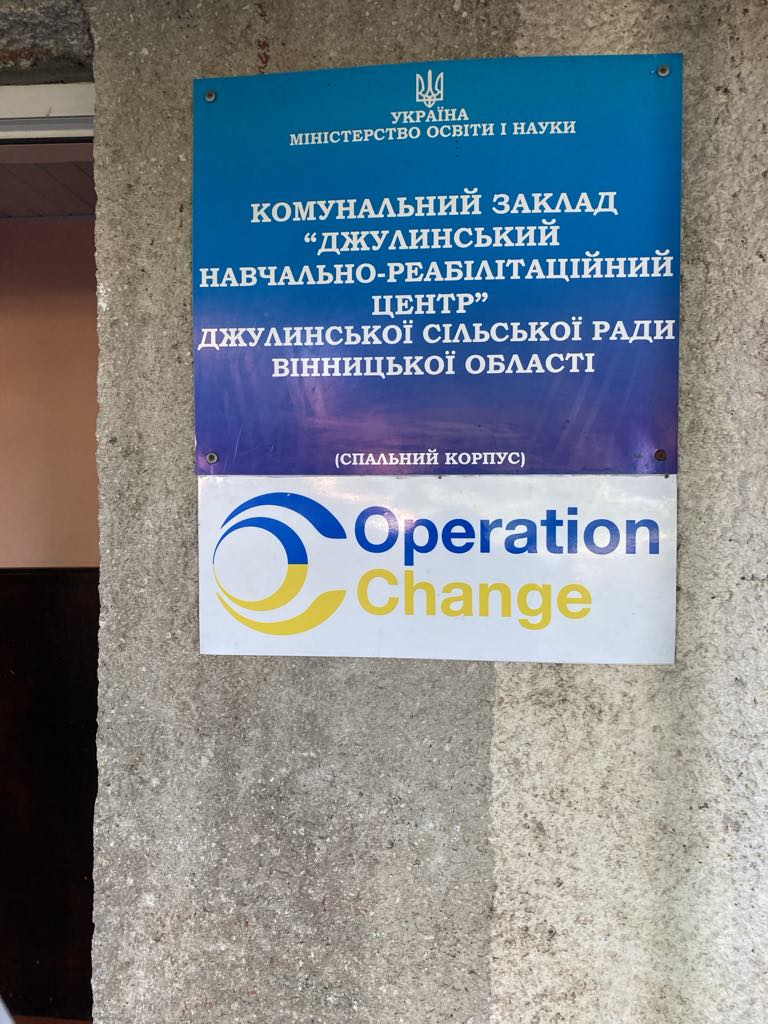 УКРАЇНА
МІНІСТЕРСТВО ОСВІТИ І НАУКИ
КОМУНАЛЬНИЙ ЗАКЛАД
“ДЖУЛИНСЬКИЙ
НАВЧАЛЬНО-РЕАБІЛІТАЦІЙНИЙ
ЦЕНТР”
ДЖУЛИНСЬКОЇ СІЛЬСЬКОЇ РАДИ
ВІННИЦЬКОЇ ОБЛАСТІ
(СПАЛЬНИЙ КОРПУС)
Operation
Change